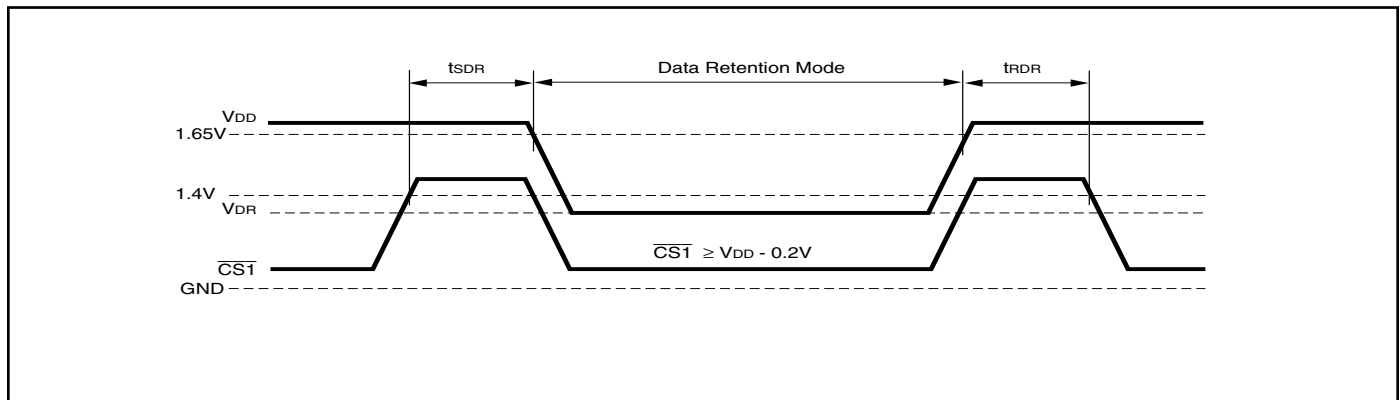 tSDR Data Retention Mode tRDR
VDD
1.65V
1.4V
VDR
CS1 ≥ VDD - 0.2V
CS1
GND